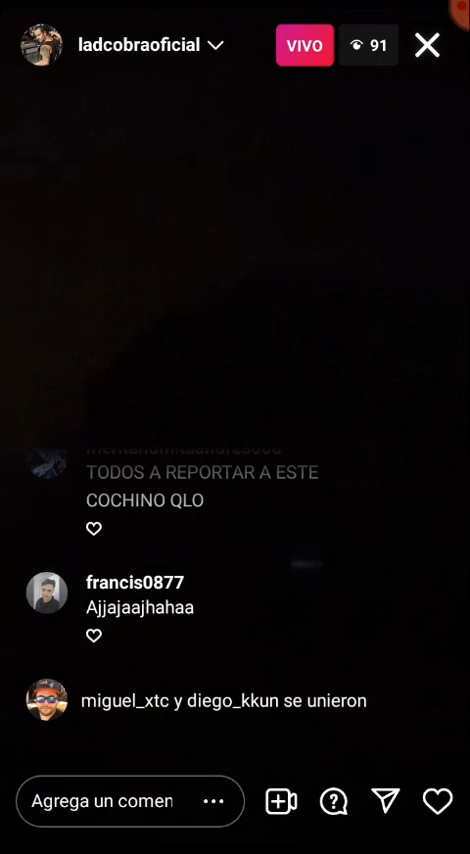 ladcobraoficial
VIVO
91
TODOS A REPORTAR A ESTE
COCHINO QLO
francis0877
Ajjajaajhahaa
miguel_xtc y diego_kkun se unieron
Agrega un comen